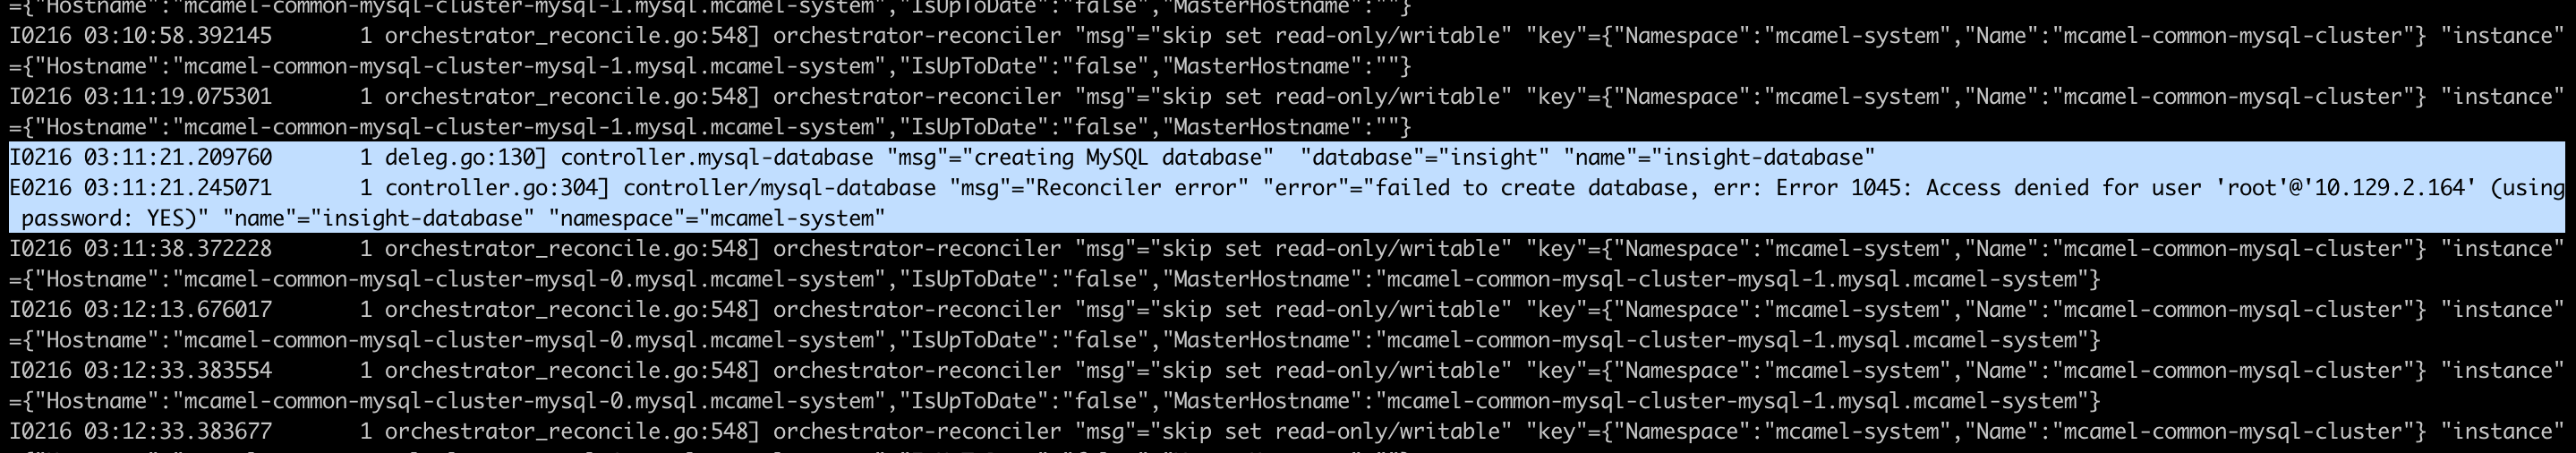 ={"Hostname":"mcamel-common-mysql-cluster-mysql-1.mysql.mcamel-system","IsUpToDate":"false","MasterHostname":""}
I0216 03:10:58.392145       1 orchestrator_reconcile.go:548] orchestrator-reconciler "msg"="skip set read-only/writable" "key"={"Namespace":"mcamel-system","Name":"mcamel-common-mysql-cluster"} "instance"
={"Hostname":"mcamel-common-mysql-cluster-mysql-1.mysql.mcamel-system","IsUpToDate":"false","MasterHostname":""}
I0216 03:11:19.075301       1 orchestrator_reconcile.go:548] orchestrator-reconciler "msg"="skip set read-only/writable" "key"={"Namespace":"mcamel-system","Name":"mcamel-common-mysql-cluster"} "instance"
={"Hostname":"mcamel-common-mysql-cluster-mysql-1.mysql.mcamel-system","IsUpToDate":"false","MasterHostname":""}
I0216 03:11:21.209760       1 deleg.go:130] controller.mysql-database "msg"="creating MySQL database"  "database"="insight" "name"="insight-database"
E0216 03:11:21.245071       1 controller.go:304] controller/mysql-database "msg"="Reconciler error" "error"="failed to create database, err: Error 1045: Access denied for user 'root'@'10.129.2.164' (using
 password: YES)" "name"="insight-database" "namespace"="mcamel-system"
I0216 03:11:38.372228       1 orchestrator_reconcile.go:548] orchestrator-reconciler "msg"="skip set read-only/writable" "key"={"Namespace":"mcamel-system","Name":"mcamel-common-mysql-cluster"} "instance"
={"Hostname":"mcamel-common-mysql-cluster-mysql-0.mysql.mcamel-system","IsUpToDate":"false","MasterHostname":"mcamel-common-mysql-cluster-mysql-1.mysql.mcamel-system"}
I0216 03:12:13.676017       1 orchestrator_reconcile.go:548] orchestrator-reconciler "msg"="skip set read-only/writable" "key"={"Namespace":"mcamel-system","Name":"mcamel-common-mysql-cluster"} "instance"
={"Hostname":"mcamel-common-mysql-cluster-mysql-0.mysql.mcamel-system","IsUpToDate":"false","MasterHostname":"mcamel-common-mysql-cluster-mysql-1.mysql.mcamel-system"}
I0216 03:12:33.383554       1 orchestrator_reconcile.go:548] orchestrator-reconciler "msg"="skip set read-only/writable" "key"={"Namespace":"mcamel-system","Name":"mcamel-common-mysql-cluster"} "instance"
={"Hostname":"mcamel-common-mysql-cluster-mysql-0.mysql.mcamel-system","IsUpToDate":"false","MasterHostname":"mcamel-common-mysql-cluster-mysql-1.mysql.mcamel-system"}
I0216 03:12:33.383677       1 orchestrator_reconcile.go:548] orchestrator-reconciler "msg"="skip set read-only/writable" "key"={"Namespace":"mcamel-system","Name":"mcamel-common-mysql-cluster"} "instance"